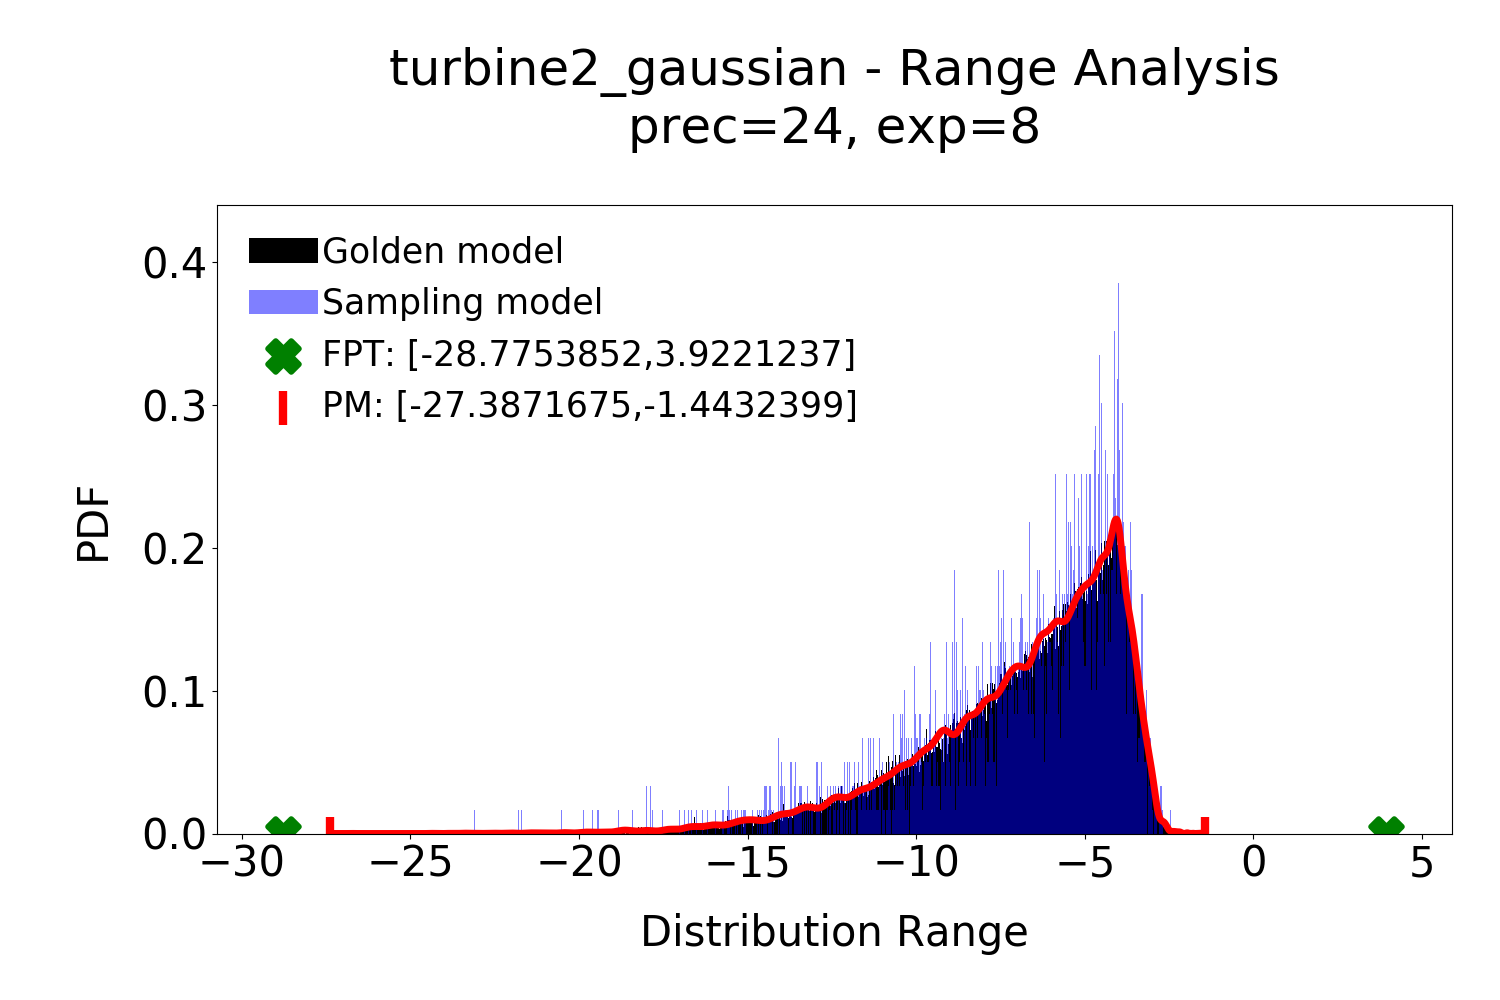 turbine2_gaussian - Range Analysis
prec=24, exp=8
Golden model
Sampling model
FPT: [-28.7753852,3.9221237]
PM: [-27.3871675,-1.4432399]
PDF
0.4
0.3
0.2
0.1
0.0
−30 −25 −20 −15 −10 −5 0 5
Distribution Range